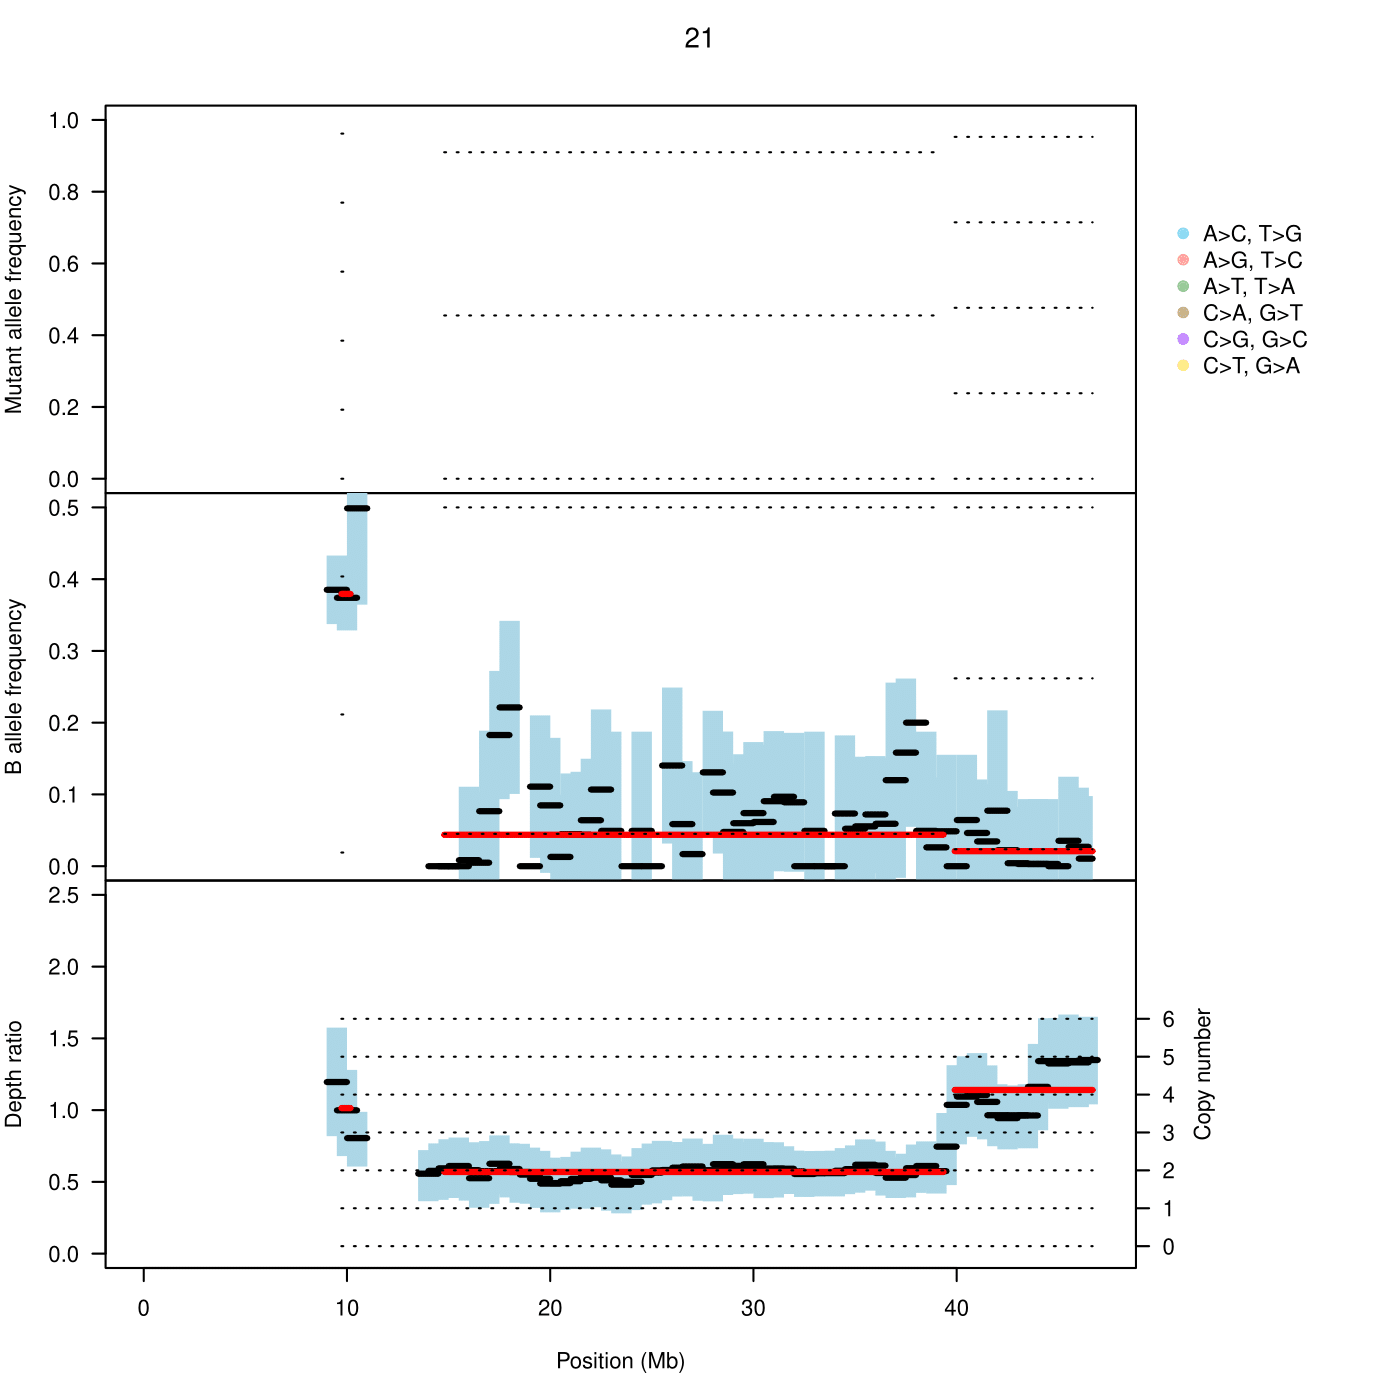 21
Mutant allele frequency
1.0
0.8
0.6
0.4
0.2
0.0
A>C, T>G
A>G, T>C
A>T, T>A
C>A, G>T
C>G, G>C
C>T, G>A
B allele frequency
0.5
0.4
0.3
0.2
0.1
0.0
Depth ratio
2.5
2.0
1.5
1.0
0.5
0.0
6
5
4
3
2
1
0
Copy number
0 10 20 30 40
Position (Mb)